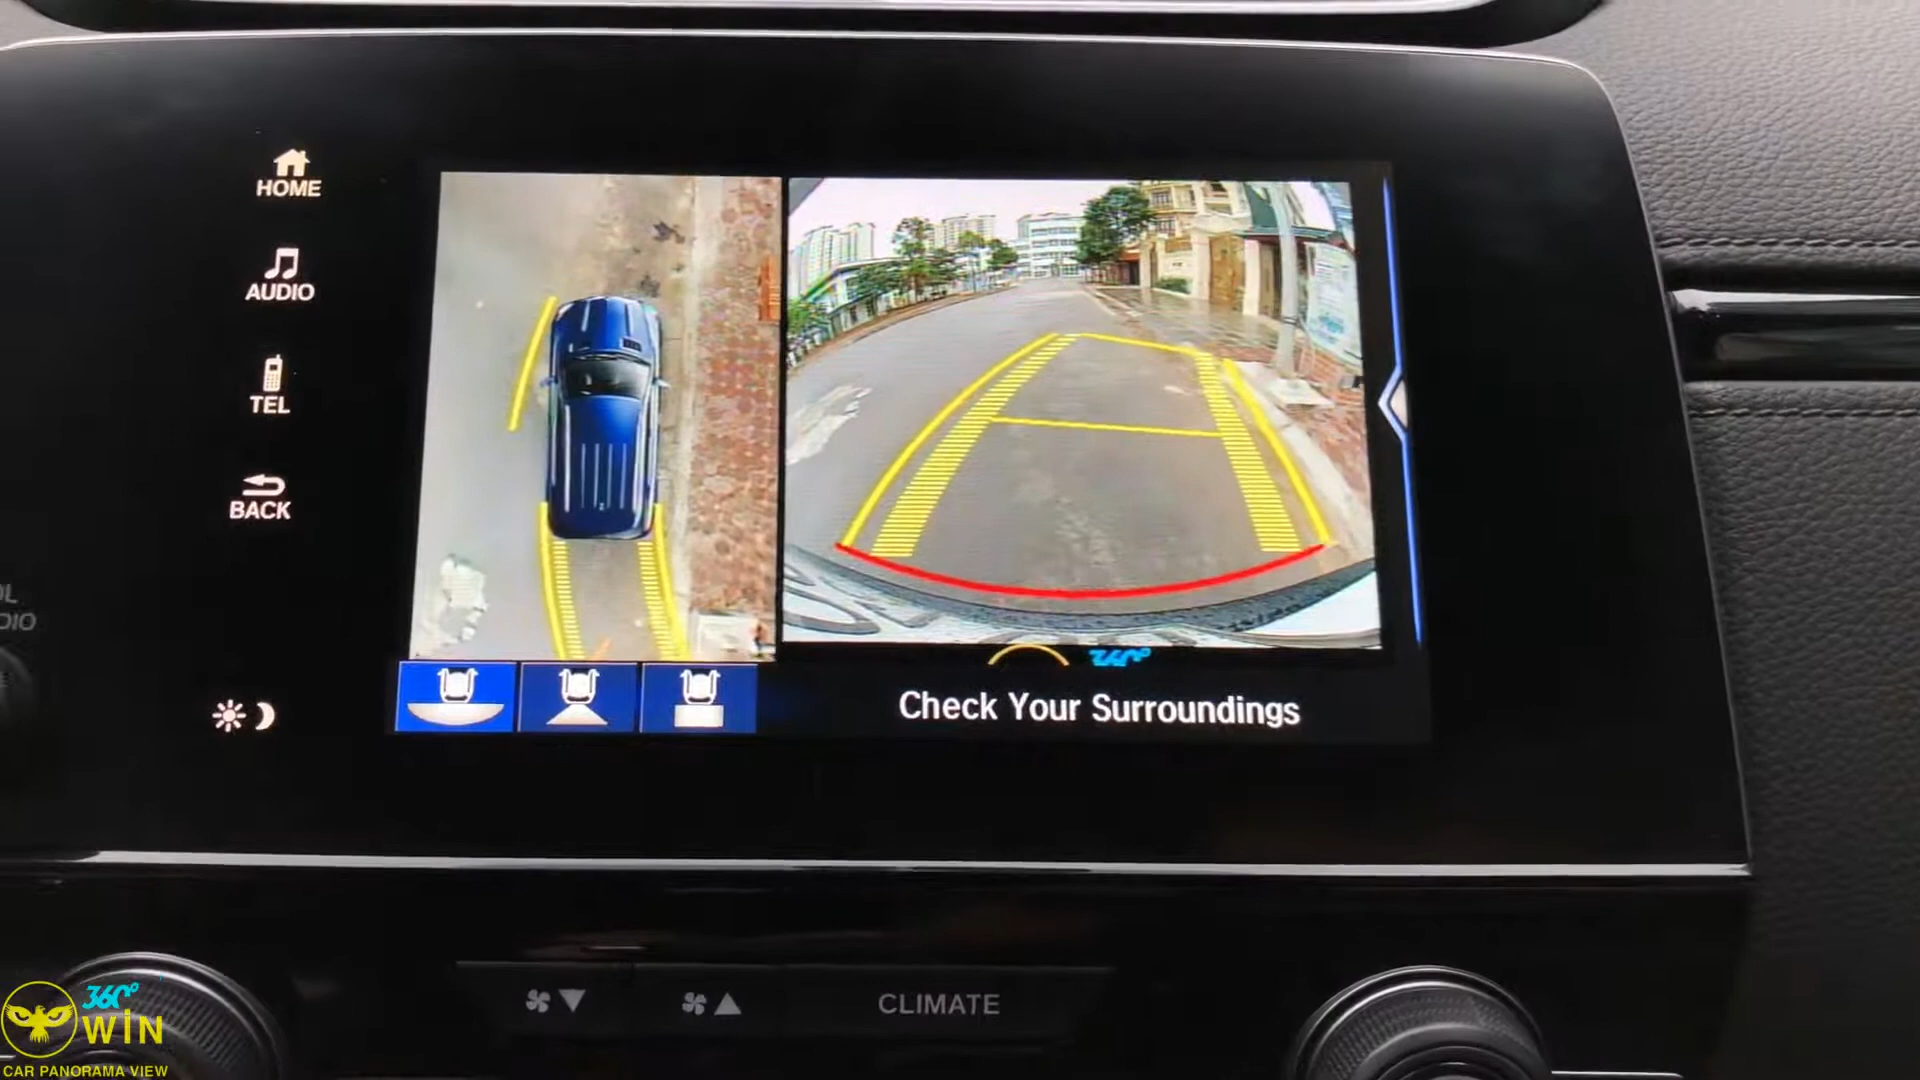 HOME
AUDIO
TEL
BACK
Check Your Surroundings
CLIMATE
360°
WIN
CAR PANORAMA VIEW